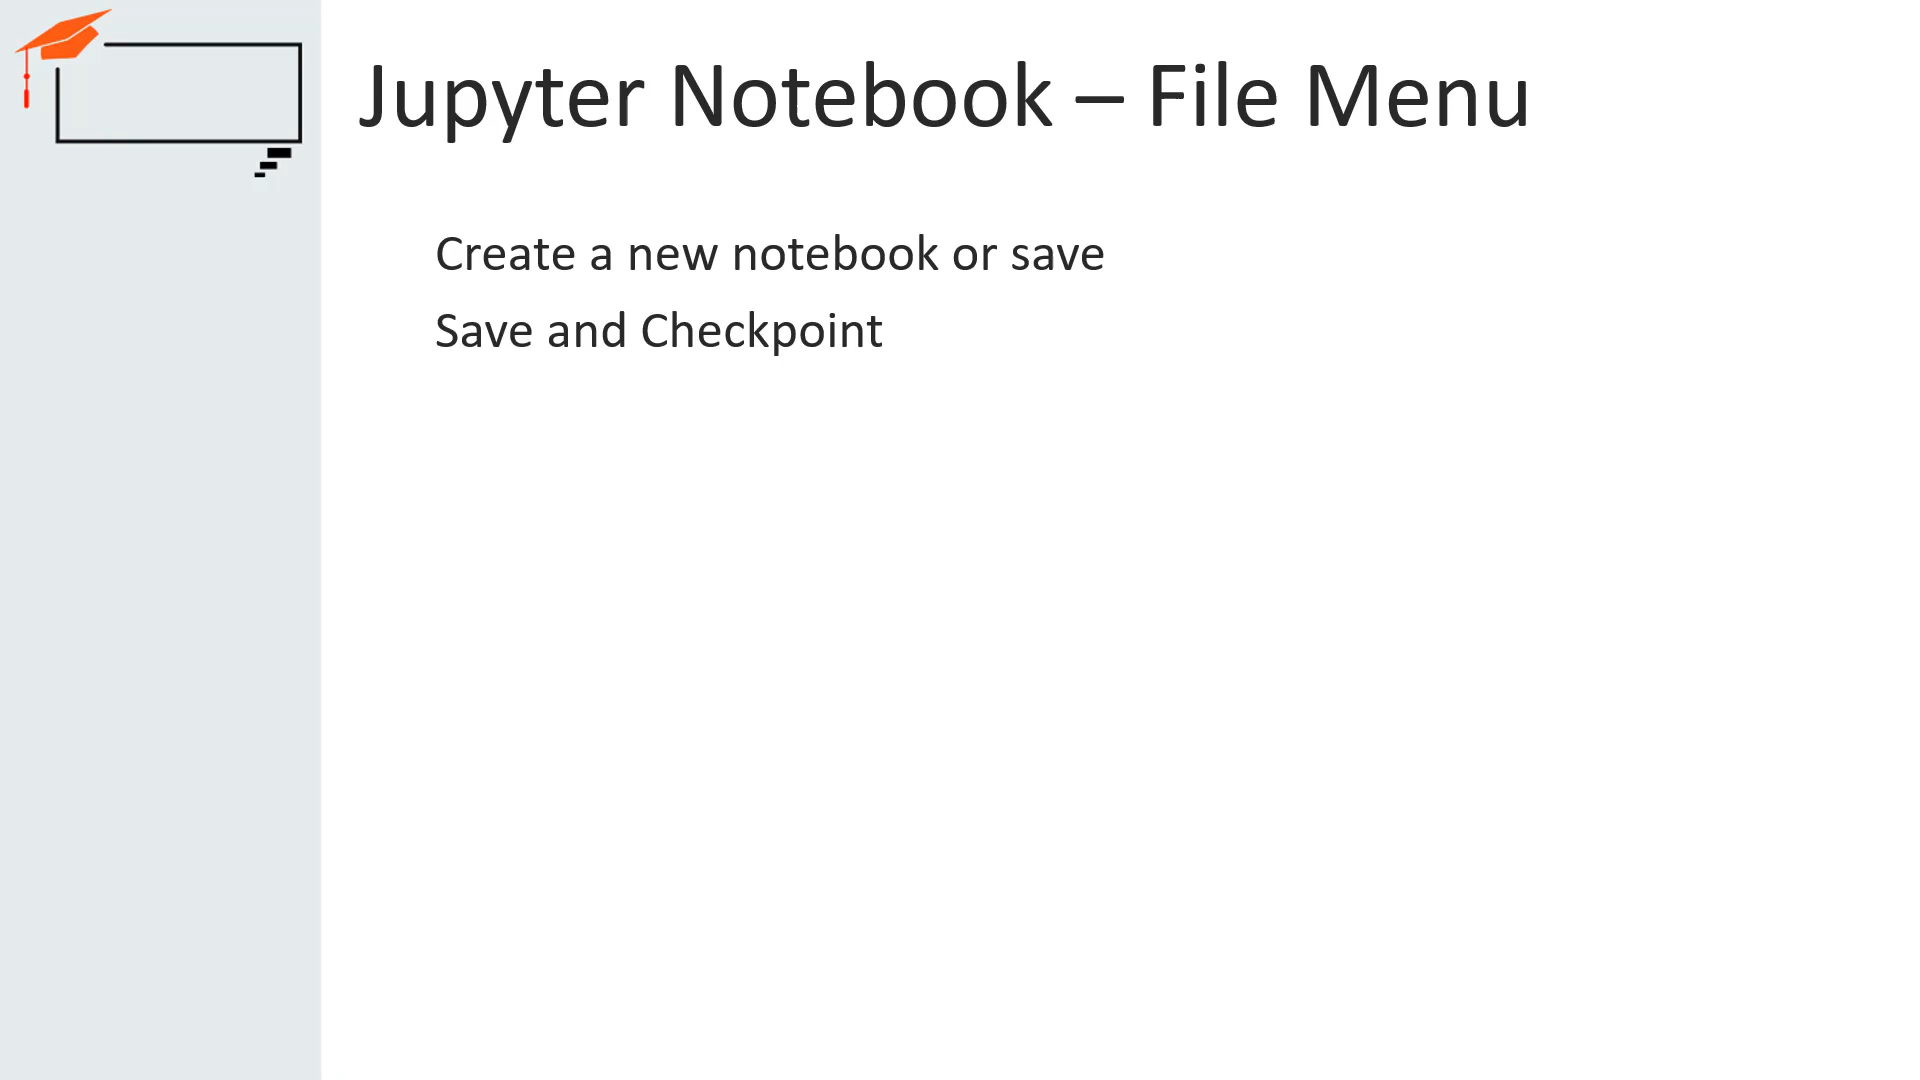 Jupyter Notebook – File Menu
Create a new notebook or save
Save and Checkpoint